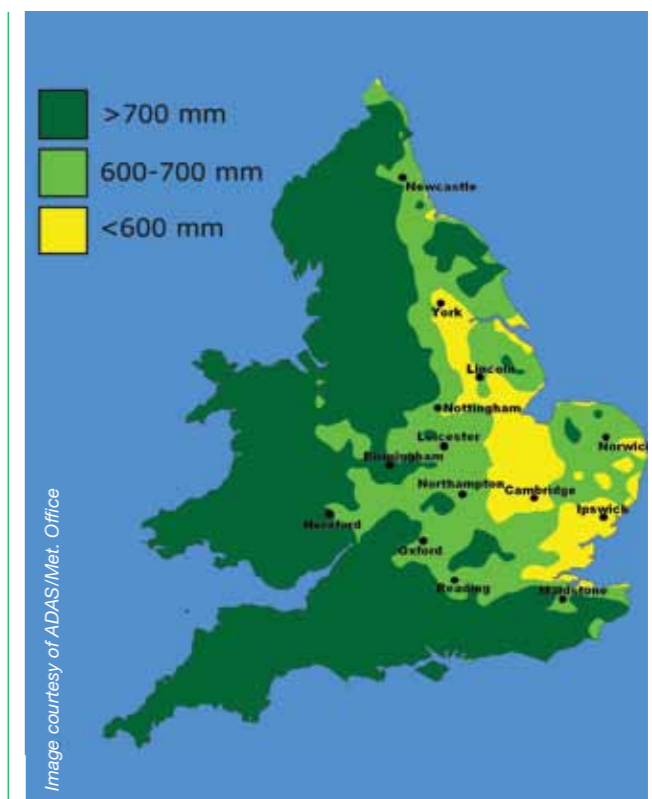 >700 mm
600-700 mm
<600 mm
Newcastle
York
Lincoln
Nottingham
Leicester
Birmingham
Norwich
Northampton
Cambridge
Ipswich
Hereford
Oxford
Reading
Maidstone
Image courtesy of ADAS/Met. Office